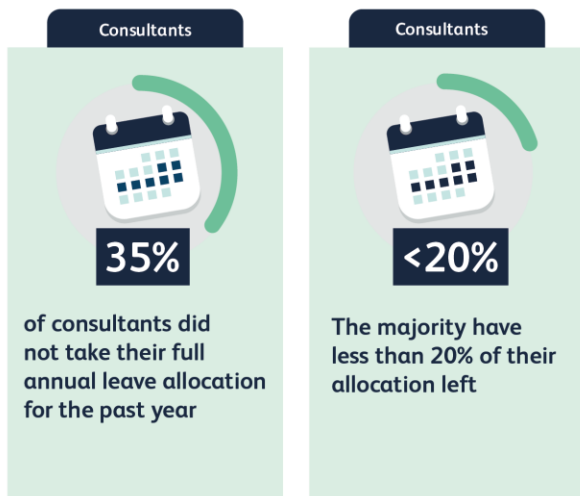 Consultants
35%
of consultants did
not take their full
annual leave allocation
for the past year
Consultants
<20%
The majority have
less than 20% of their
allocation left